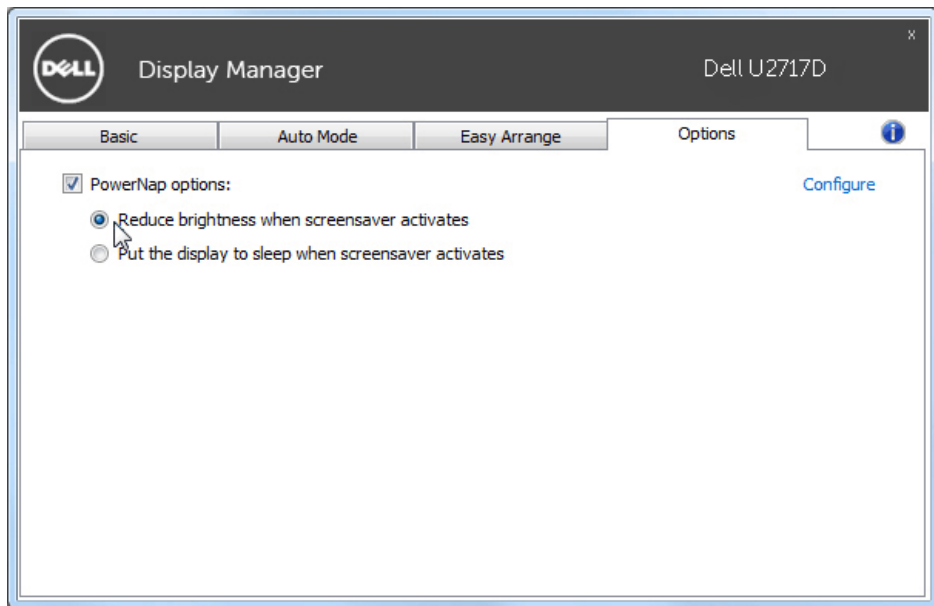 x
DELL Display Manager Dell U2717D
Basic Auto Mode Easy Arrange Options i
PowerNap options: Configure
Reduce brightness when screensaver activates
Put the display to sleep when screensaver activates